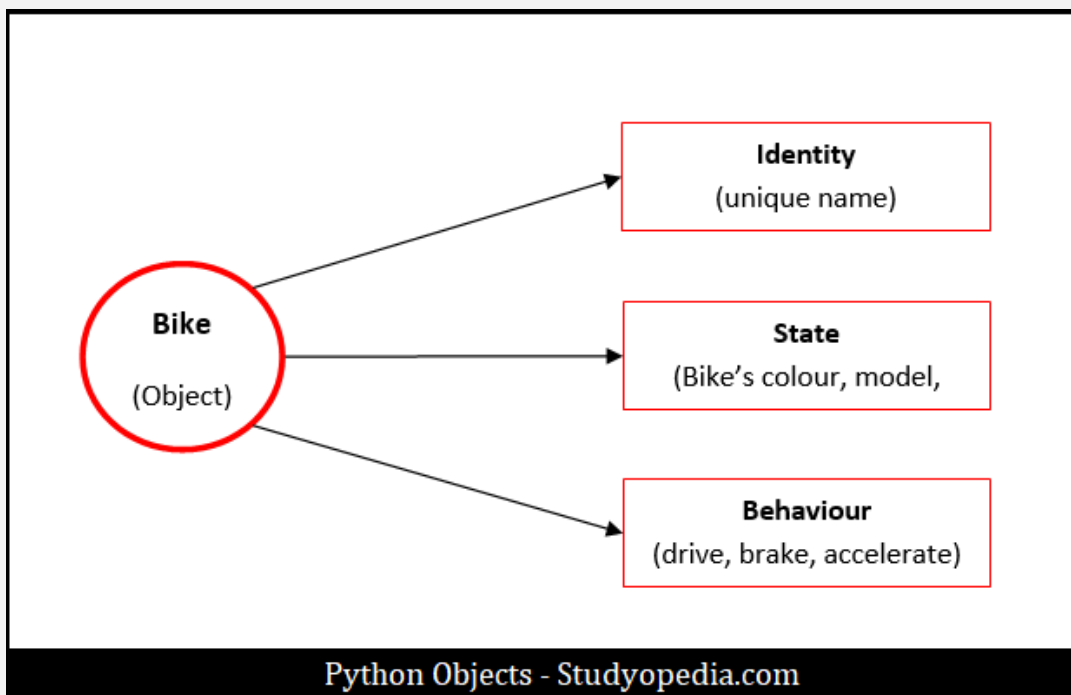 Bike
(Object)
Identity
(unique name)
State
(Bike’s colour, model,
Behaviour
(drive, brake, accelerate)
Python Objects - Studyopedia.com